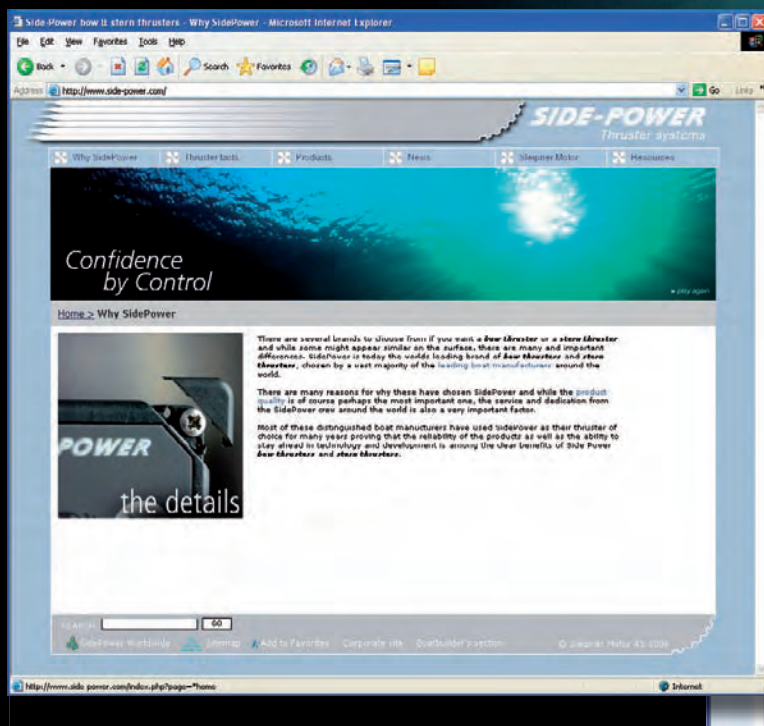 Side-Power bow & stern thrusters - Why SidePower - Microsoft Internet Explorer
File Edit View Favorites Tools Help
Back Search Favorites
Address http://www.side-power.com/ Go Links
SIDE-POWER
Thruster systems
Why SidePower Thruster facts Products News Sleipner Motor Resources
Confidence
by Control
play again
Home > Why SidePower
There are several brands to choose from if you want a bow thruster or a stern thruster
and while some might appear similar on the surface, there are many and important
differences. SidePower is today the worlds leading brand of bow thrusters and stern
thrusters, chosen by a vast majority of the leading boat manufacturers around the
world.
There are many reasons for why these have chosen SidePower and while the product
quality is of course perhaps the most important one, the service and dedication from
the SidePower crew around the world is also a very important factor.
Most of these distinguished boat manucturers have used SidePower as their thruster of
choice for many years proving that the reliability of the products as well as the ability to
stay ahead in technology and development is among the clear benefits of Side Power
bow thrusters and stern thrusters.
POWER
the details
SEARCH GO
SidePower Worldwide Sitemap Add to Favorites Corporate site Boatbuilder's section © Sleipner Motor AS 2006
http://www.side-power.com/index.php?page=*home Internet